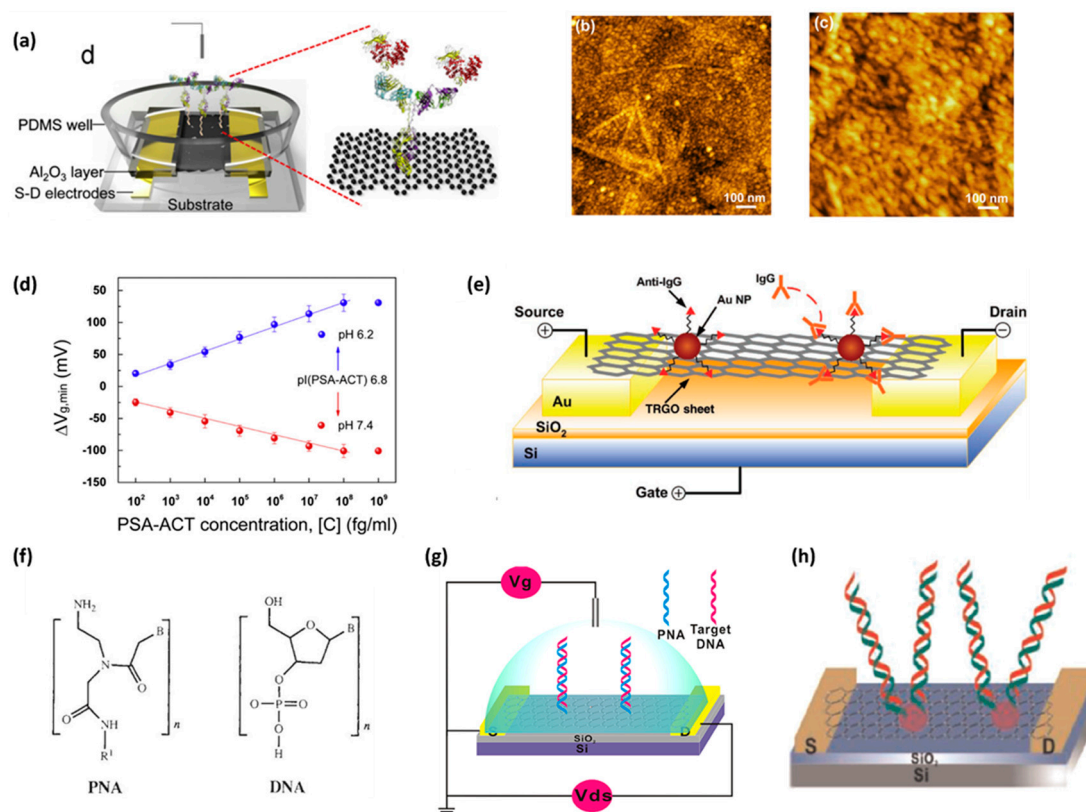 (a)
d
PDMS well
Al₂O₃ layer
S-D electrodes
Substrate
(b)
100 nm
(c)
100 nm
(d)
ΔVg,min (mV)
50
100
50
0
-50
-100
-150
pH 6.2
pI(PSA-ACT) 6.8
pH 7.4
10² 10³ 10⁴ 10⁵ 10⁶ 10⁷ 10⁸ 10⁹
PSA-ACT concentration, [C] (fg/ml)
(e)
Anti-IgG
Au NP
IgG
Source
Drain
Au
TRGO sheet
SiO₂
Si
Gate
(f)
NH₂
B
N
O
O
NH
R¹
n
PNA
OH
O
B
O
O=P=O
O
H
n
DNA
(g)
Vg
PNA
Target
DNA
S
D
SiO₂
Si
Vds
(h)
S
D
SiO₂
Si